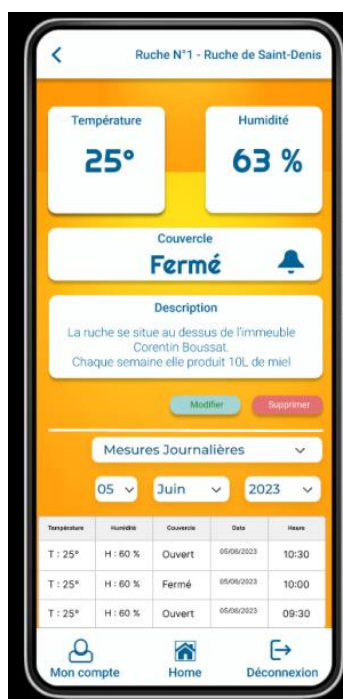 Ruche N°1 - Ruche de Saint-Denis
Température
25°
Humidité
63 %
Couvercle
Fermé
Description
La ruche se situe au dessus de l'immeuble
Corentin Boussat.
Chaque semaine elle produit 10L de miel
Modifier
Supprimer
Mesures Journalières
05 Juin 2023
Température Humidité Couvercle Date Heure
T : 25° H : 60 % Ouvert 05/06/2023 10:30
T : 25° H : 60 % Fermé 05/06/2023 10:00
T : 25° H : 60 % Ouvert 05/06/2023 09:30
Mon compte Home Déconnexion